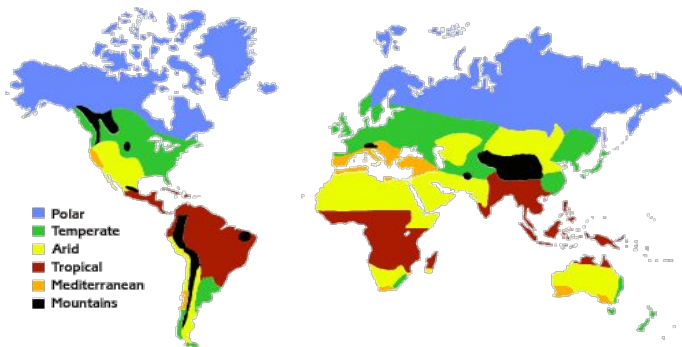 Polar
Temperate
Arid
Tropical
Mediterranean
Mountains